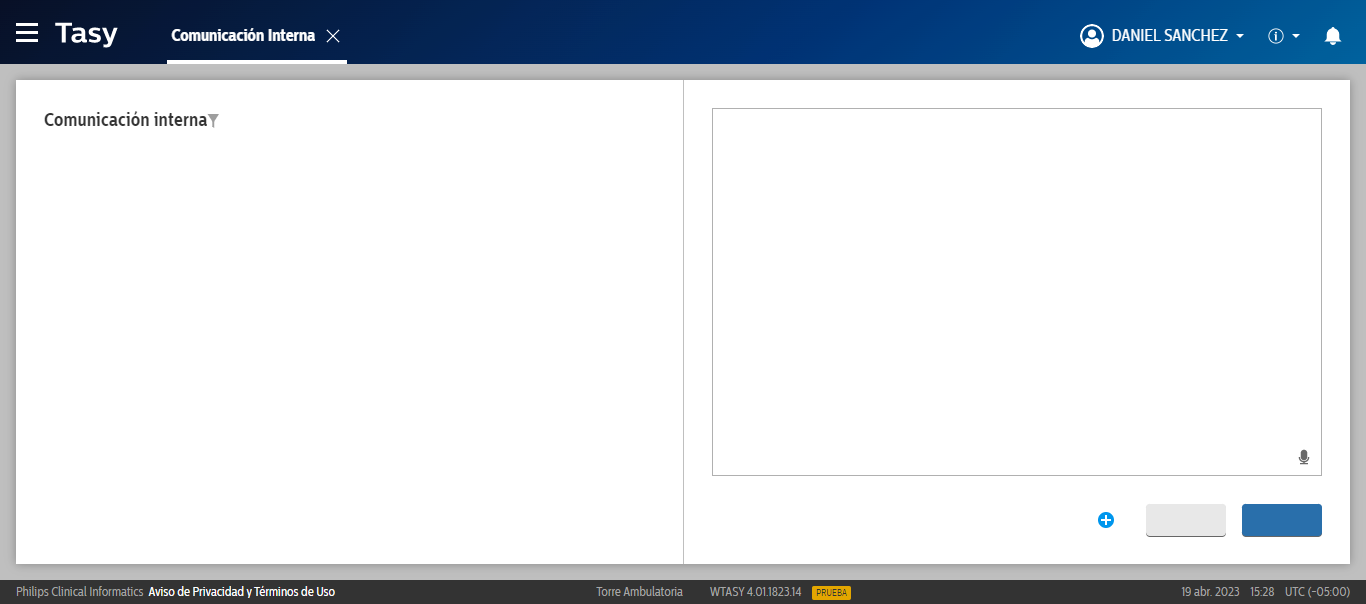 Tasy
Comunicación Interna
DANIEL SANCHEZ
Comunicación interna
Philips Clinical Informatics Aviso de Privacidad y Términos de Uso
Torre Ambulatoria
WTASY 4.01.1823.14 PRUEBA
19 abr. 2023 15:28 UTC (-05:00)